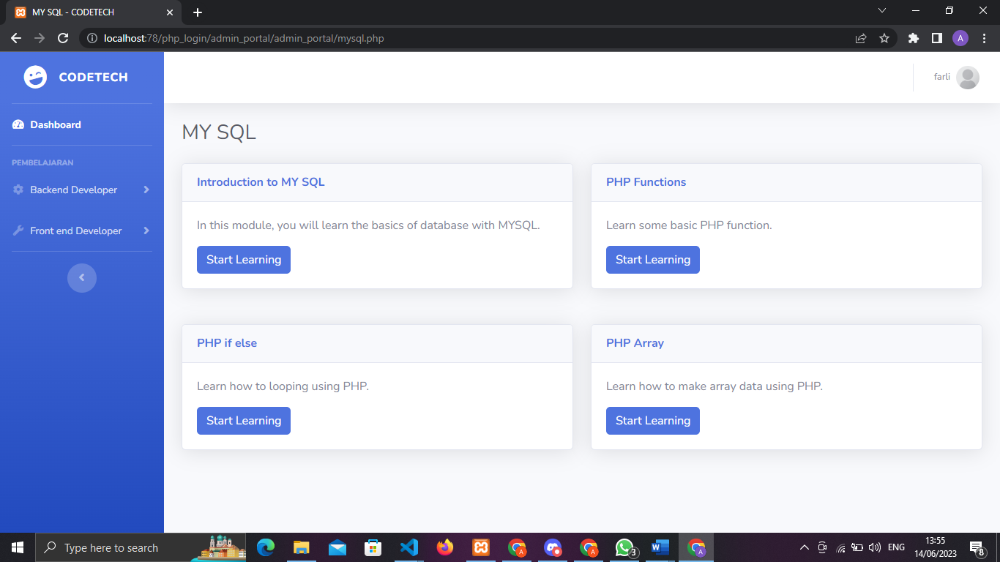 MY SQL - CODETECH
localhost:78/php_login/admin_portal/admin_portal/mysql.php
A
CODETECH
farli
Dashboard
MY SQL
PEMBELAJARAN
Backend Developer
Front end Developer
Introduction to MY SQL
In this module, you will learn the basics of database with MYSQL.
Start Learning
PHP Functions
Learn some basic PHP function.
Start Learning
PHP if else
Learn how to looping using PHP.
Start Learning
PHP Array
Learn how to make array data using PHP.
Start Learning
Type here to search
A
A
3
W
A
ENG
13:55
14/06/2023
8